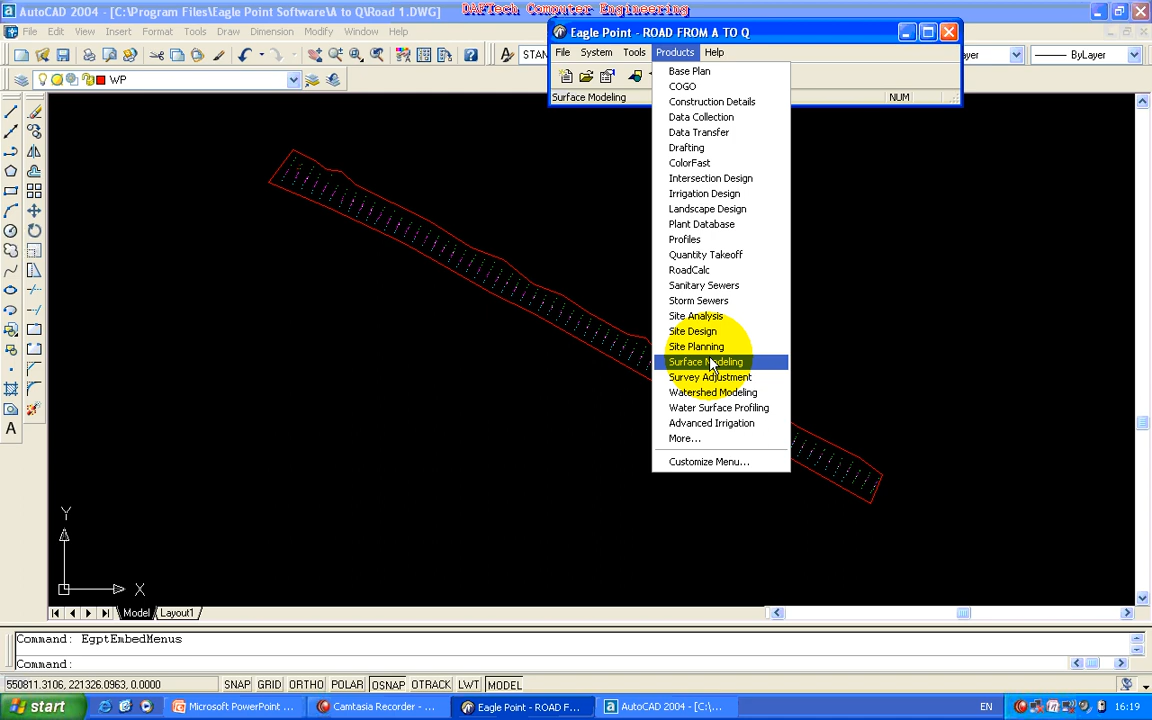 AutoCAD 2004 - [C:\Program Files\Eagle Point Software\A to Q\Road 1.DWG]
DAFTech Computer Engineering
File Edit View Insert Format Tools Draw Dimension Modify Window Express Help
STAN
ByLayer
WP
Eagle Point - ROAD FROM A TO Q
File System Tools Products Help
Surface Modeling
NUM
Base Plan
COGO
Construction Details
Data Collection
Data Transfer
Drafting
ColorFast
Intersection Design
Irrigation Design
Landscape Design
Plant Database
Profiles
Quantity Takeoff
RoadCalc
Sanitary Sewers
Storm Sewers
Site Analysis
Site Design
Site Planning
Surface Modeling
Survey Adjustment
Watershed Modeling
Water Surface Profiling
Advanced Irrigation
More...
Customize Menu...
A
Y
X
Model Layout1
Command: EgptEmbedMenus
Command:
550811.3106, 221326.0963, 0.0000
SNAP GRID ORTHO POLAR OSNAP OTRACK LWT MODEL
start
Microsoft PowerPoint ...
Camtasia Recorder - ...
Eagle Point - ROAD F...
AutoCAD 2004 - [C:\...
EN
16:19